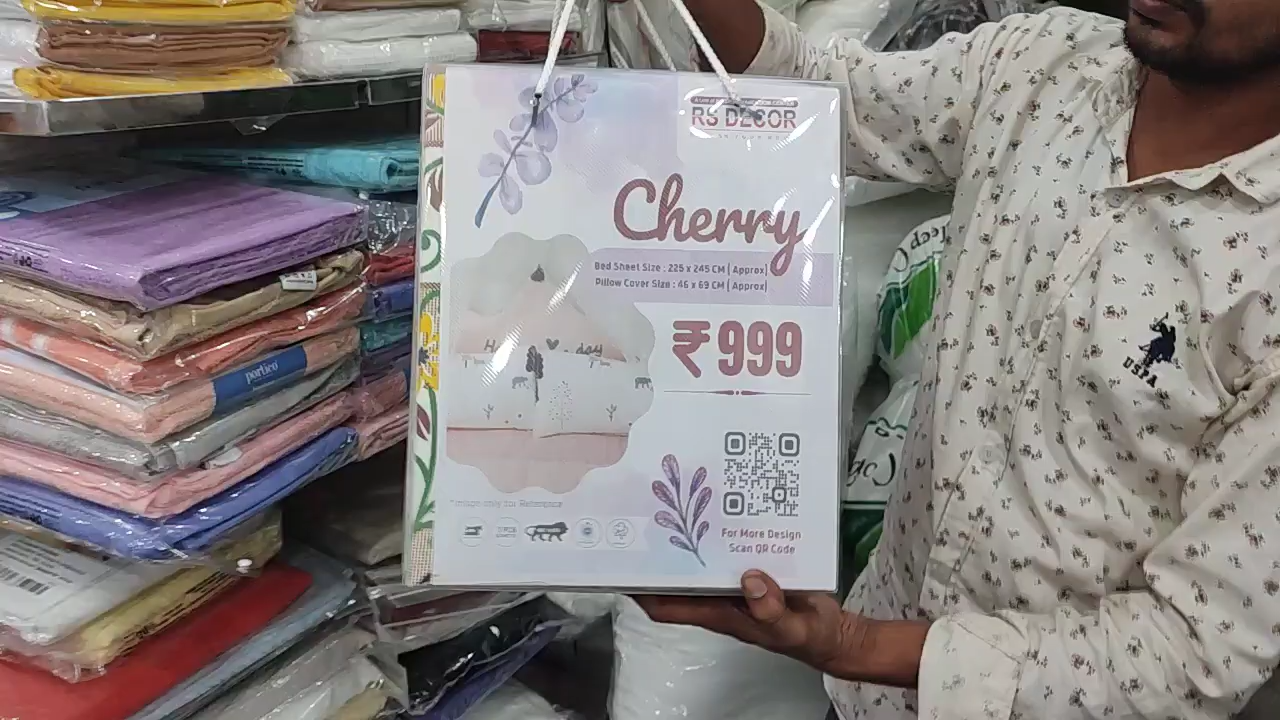 RS DECOR
Cherry
Bed Sheet Size : 225 x 245 CM ( Approx)
Pillow Cover Size : 46 x 69 CM ( Approx)
₹999
For More Design
Scan QR Code
portico
USPA